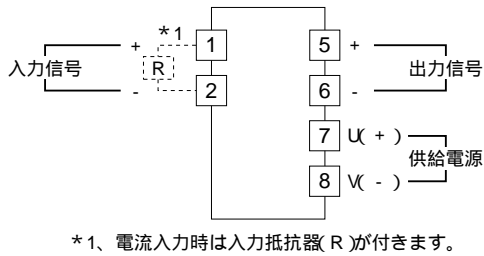 *1
入力信号 + - R 1 2
5 + 6 - 出力信号
7 U( + ) 8 V( - ) 供給電源
*1、電流入力時は入力抵抗器( R )が付きます。